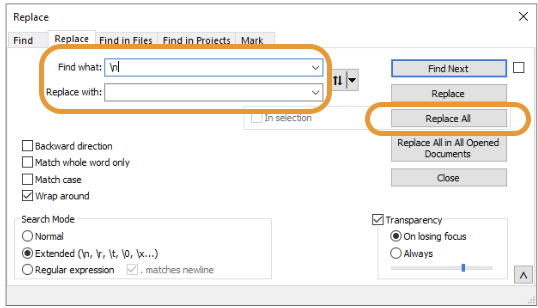 Replace
Find Replace Find in Files Find in Projects Mark
Find what: \n Find Next
Replace with: Replace
In selection Replace All
Backward direction Replace All in All Opened
Match whole word only Documents
Match case Close
Wrap around
Search Mode Transparency
Normal On losing focus
Extended (\n, \r, \t, \0, \x...) Always
Regular expression . matches newline